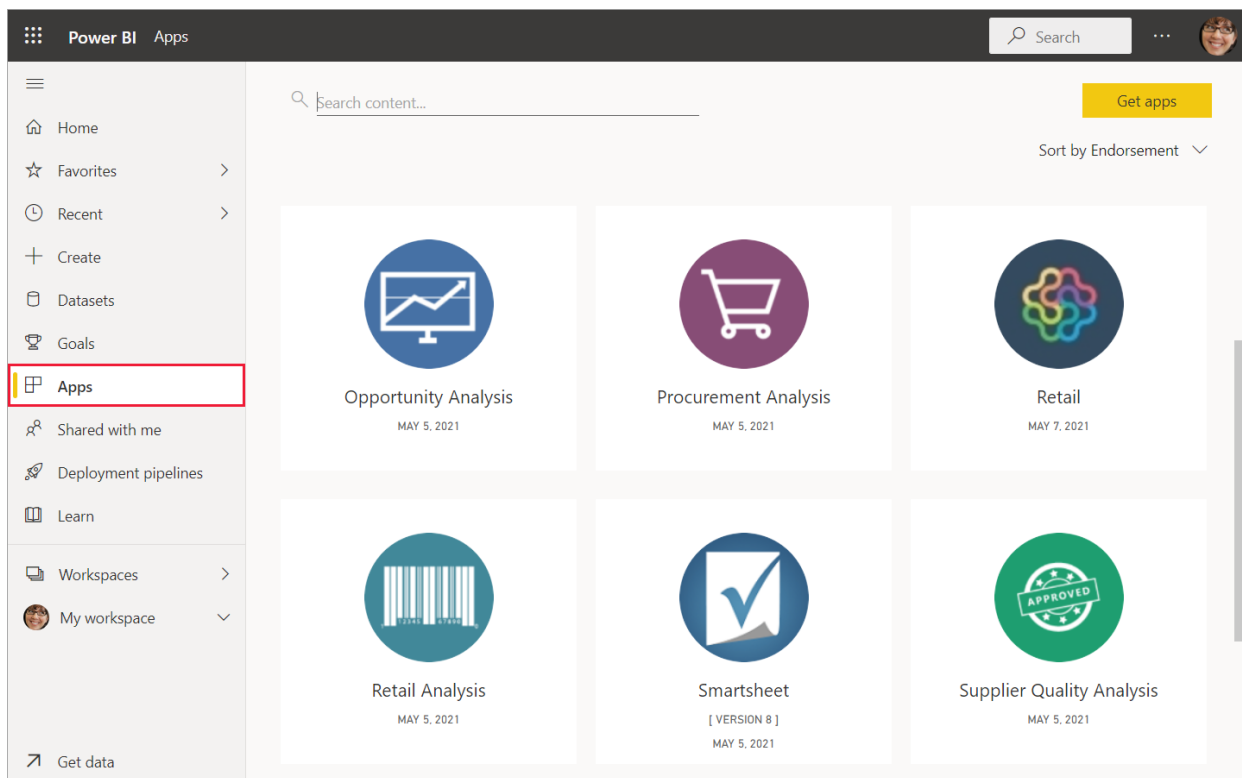 Power BI Apps
Search
...
Home
Favorites
Recent
Create
Datasets
Goals
Apps
Shared with me
Deployment pipelines
Learn
Workspaces
My workspace
Get data
Search content...
Get apps
Sort by Endorsement
Opportunity Analysis
MAY 5, 2021
Procurement Analysis
MAY 5, 2021
Retail
MAY 7, 2021
12345 67890
Retail Analysis
MAY 5, 2021
Smartsheet
[ VERSION 8 ]
MAY 5, 2021
APPROVED
Supplier Quality Analysis
MAY 5, 2021